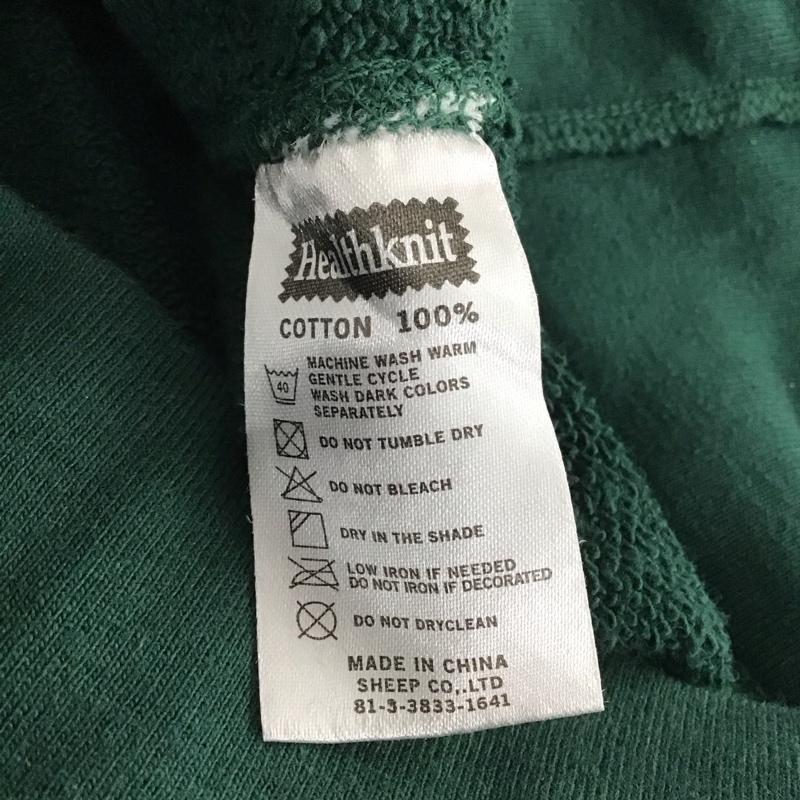 Healthknit
COTTON 100%
40
MACHINE WASH WARM
GENTLE CYCLE
WASH DARK COLORS
SEPARATELY
DO NOT TUMBLE DRY
DO NOT BLEACH
DRY IN THE SHADE
LOW IRON IF NEEDED
DO NOT IRON IF DECORATED
DO NOT DRYCLEAN
MADE IN CHINA
SHEEP CO,.LTD
81-3-3833-1641